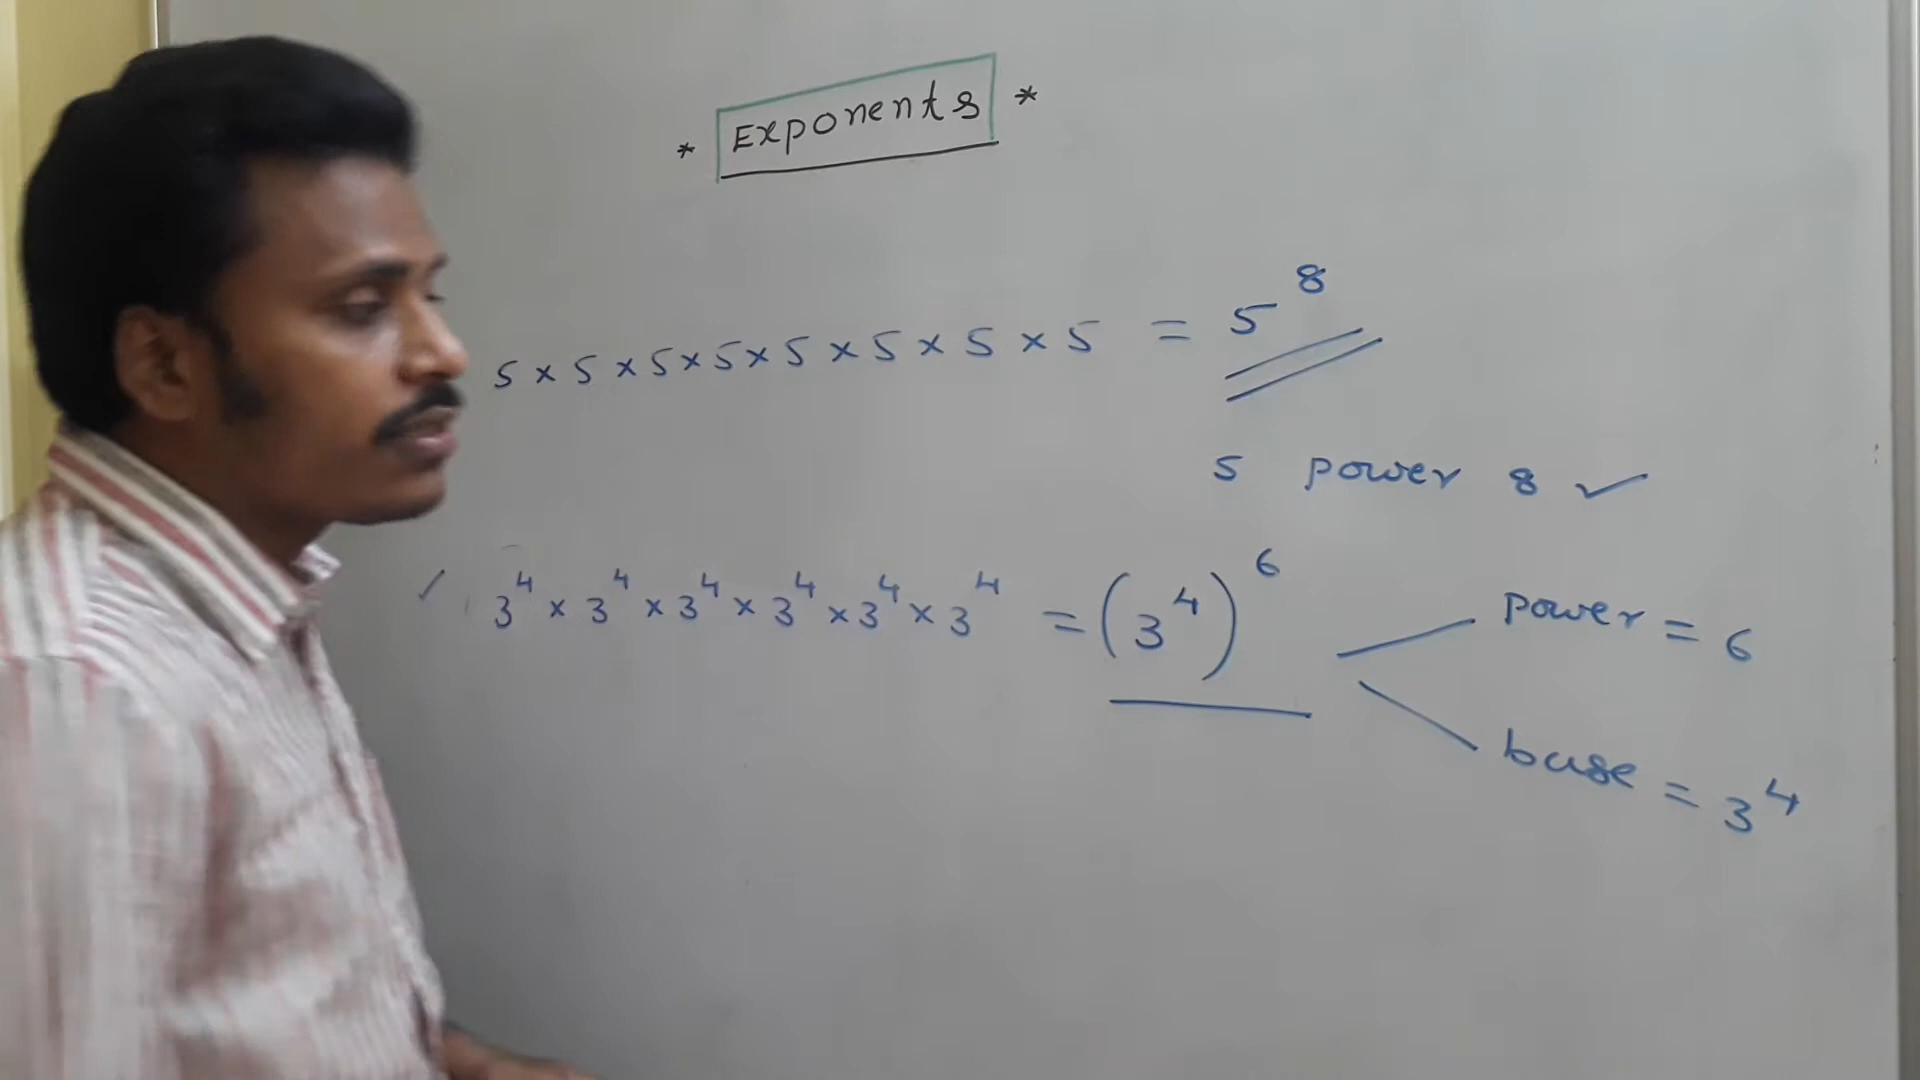 * Exponents *
5 × 5 × 5 × 5 × 5 × 5 × 5 × 5 = 5⁸
5 power 8 ✓
✓ 3⁴ × 3⁴ × 3⁴ × 3⁴ × 3⁴ × 3⁴ = (3⁴)⁶
power = 6
base = 3⁴